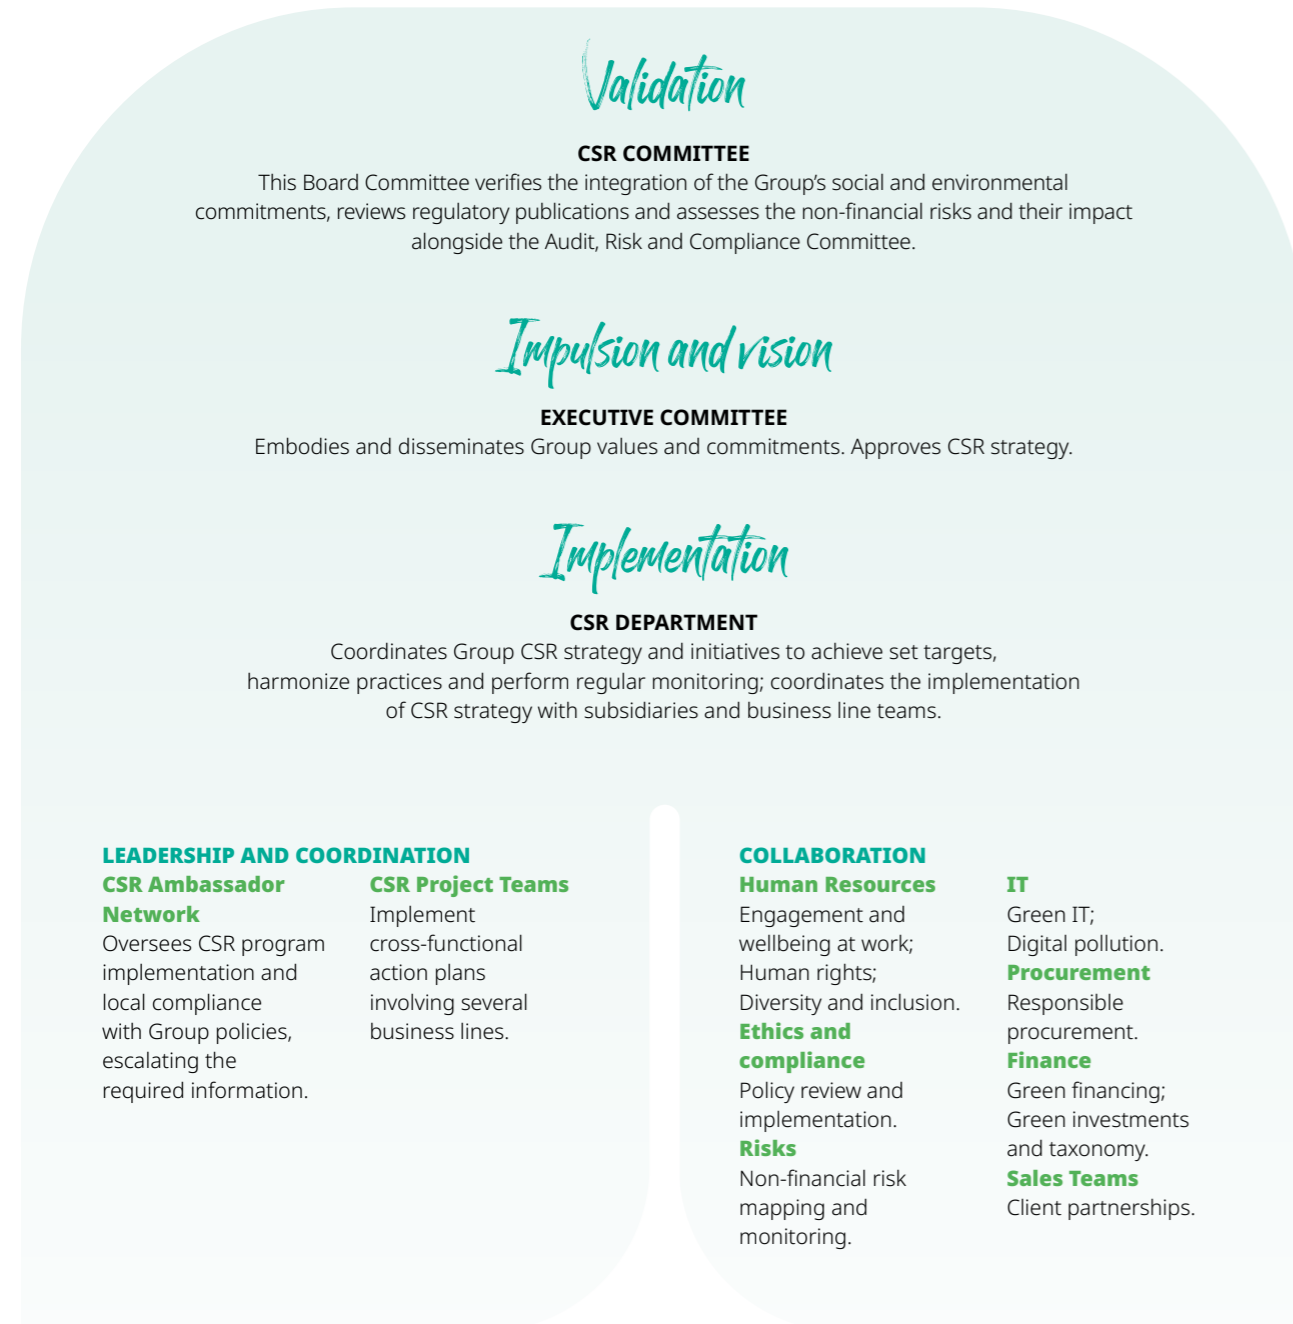 Validation
CSR COMMITTEE
This Board Committee verifies the integration of the Group’s social and environmental
commitments, reviews regulatory publications and assesses the non-financial risks and their impact
alongside the Audit, Risk and Compliance Committee.
Impulsion and vision
EXECUTIVE COMMITTEE
Embodies and disseminates Group values and commitments. Approves CSR strategy.
Implementation
CSR DEPARTMENT
Coordinates Group CSR strategy and initiatives to achieve set targets,
harmonize practices and perform regular monitoring; coordinates the implementation
of CSR strategy with subsidiaries and business line teams.
LEADERSHIP AND COORDINATION
CSR Ambassador
Network
Oversees CSR program
implementation and
local compliance
with Group policies,
escalating the
required information.
CSR Project Teams
Implement
cross-functional
action plans
involving several
business lines.
COLLABORATION
Human Resources
Engagement and
wellbeing at work;
Human rights;
Diversity and inclusion.
Ethics and
compliance
Policy review and
implementation.
Risks
Non-financial risk
mapping and
monitoring.
IT
Green IT;
Digital pollution.
Procurement
Responsible
procurement.
Finance
Green financing;
Green investments
and taxonomy.
Sales Teams
Client partnerships.